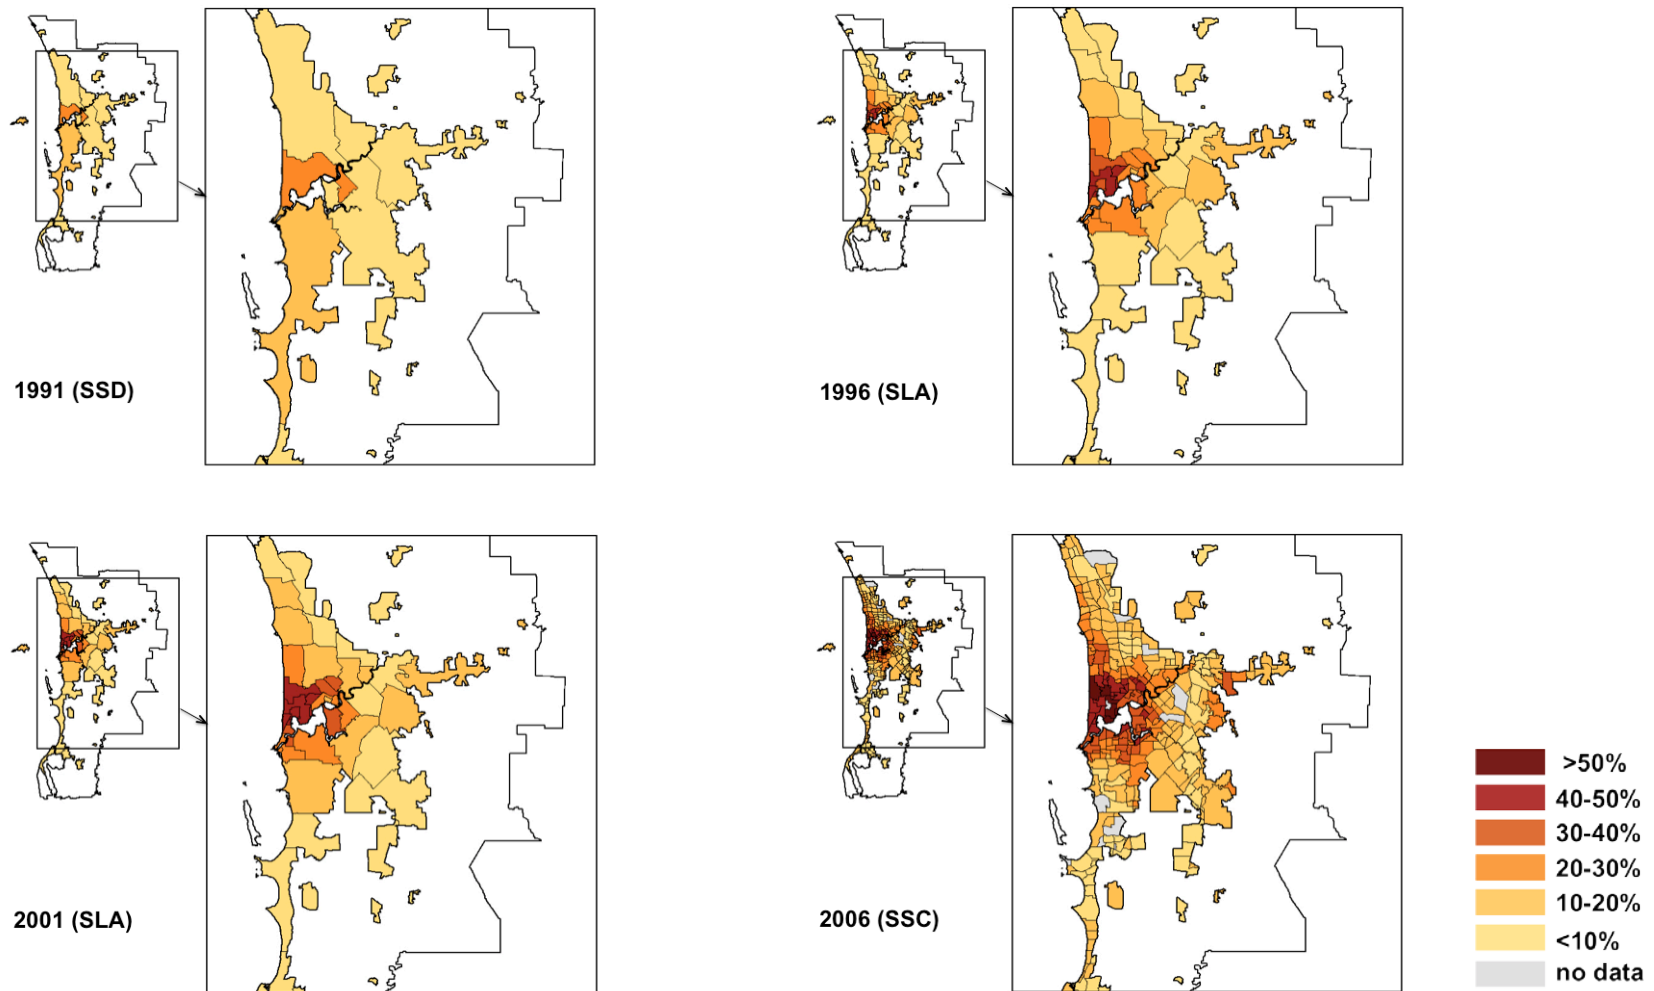 1991 (SSD)
1996 (SLA)
2001 (SLA)
2006 (SSC)
>50%
40-50%
30-40%
20-30%
10-20%
<10%
no data